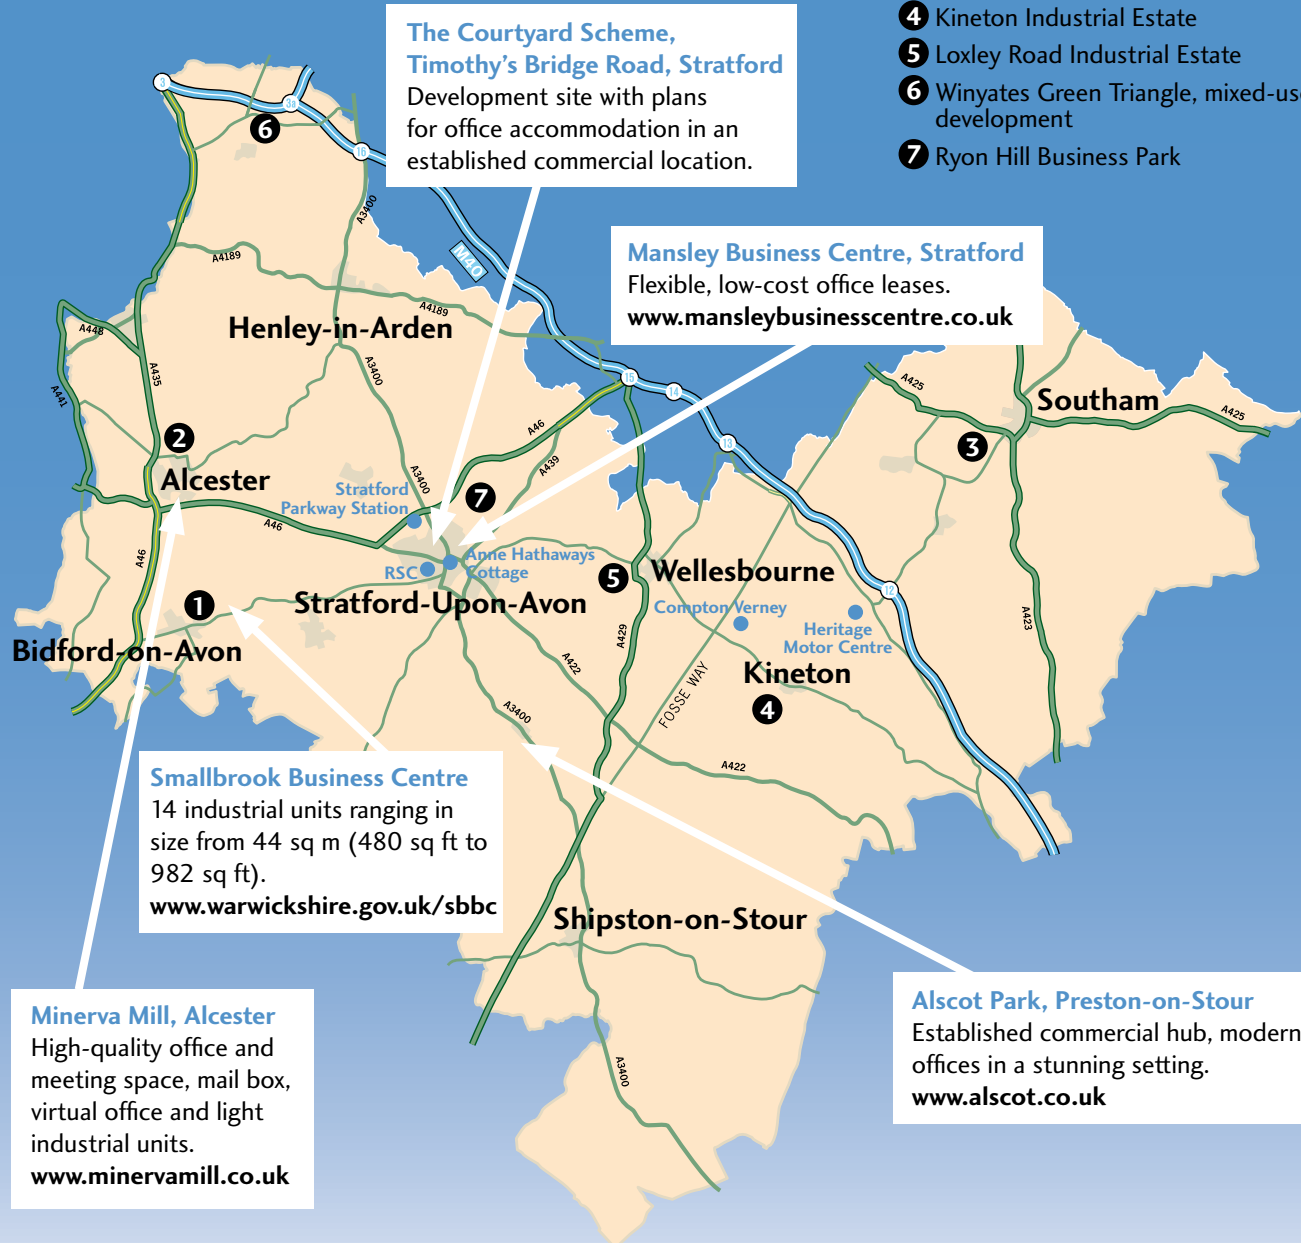 The Courtyard Scheme,
Timothy's Bridge Road, Stratford
Development site with plans
for office accommodation in an
established commercial location.
4 Kineton Industrial Estate
5 Loxley Road Industrial Estate
6 Winyates Green Triangle, mixed-use
development
7 Ryon Hill Business Park
Mansley Business Centre, Stratford
Flexible, low-cost office leases.
www.mansleybusinesscentre.co.uk
3
3a
6
16
A3400
M40
A4189
A4189
Henley-in-Arden
A448
A435
A441
A3400
15
14
13
A425
Southam
A425
3
2
Alcester
A46
A439
A3400
7
Stratford
Parkway Station
A46
A46
RSC
Anne Hathaways
Cottage
Stratford-Upon-Avon
5
Wellesbourne
Compton Verney
12
Heritage
Motor Centre
A423
1
Bidford-on-Avon
A429
A422
FOSSE WAY
Kineton
4
A3400
A422
Smallbrook Business Centre
14 industrial units ranging in
size from 44 sq m (480 sq ft to
982 sq ft).
www.warwickshire.gov.uk/sbbc
Shipston-on-Stour
A3400
Minerva Mill, Alcester
High-quality office and
meeting space, mail box,
virtual office and light
industrial units.
www.minervamill.co.uk
Alscot Park, Preston-on-Stour
Established commercial hub, modern
offices in a stunning setting.
www.alscot.co.uk